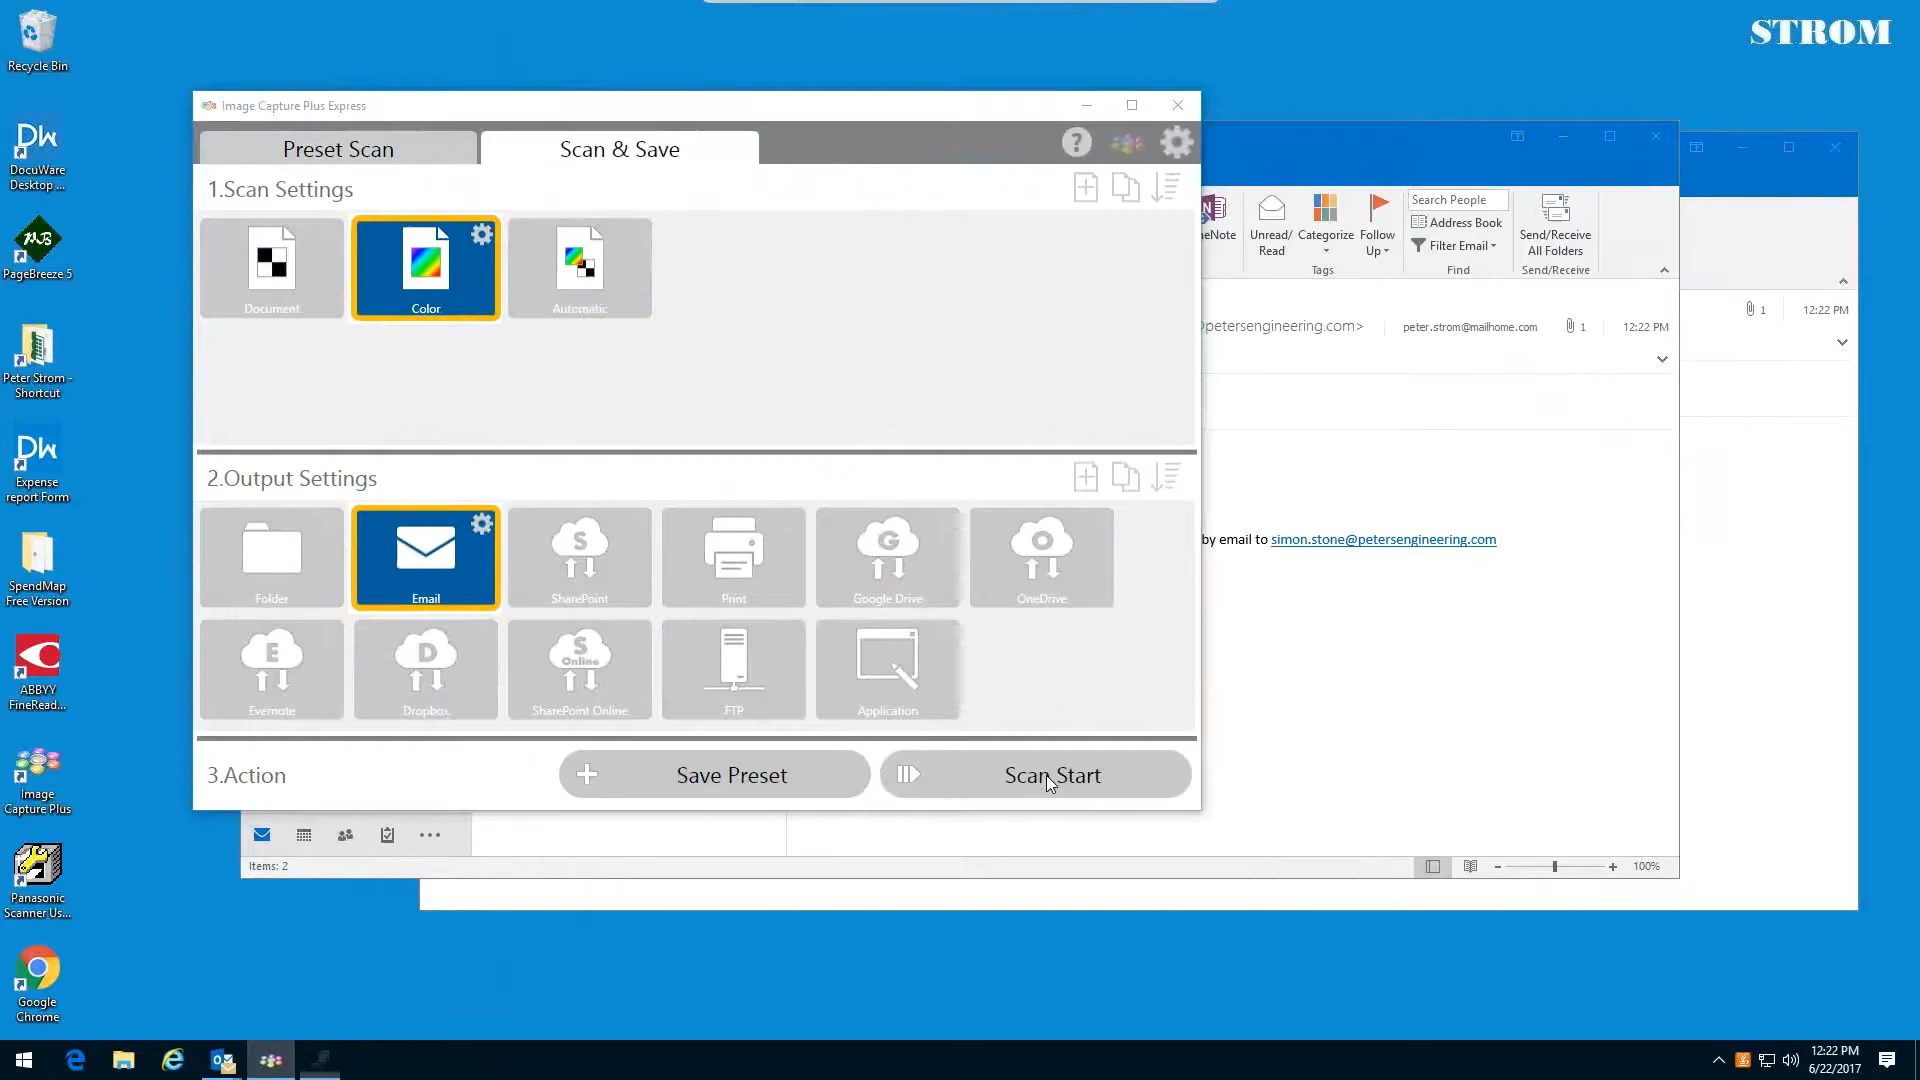 STROM
Recycle Bin
DocuWare
Desktop ...
PageBreeze 5
Peter Strom -
Shortcut
Expense
report Form
SpendMap
Free Version
ABBYY
FineRead...
Image
Capture Plus
Panasonic
Scanner Us...
Google
Chrome
Image Capture Plus Express
Preset Scan
Scan & Save
?
1.Scan Settings
Document
Color
Automatic
2.Output Settings
Folder
Email
SharePoint
Print
Google Drive
OneDrive
Evernote
Dropbox
SharePoint Online
FTP
Application
3.Action
Save Preset
Scan Start
Unread/
Read
Categorize
Follow
Up
Search People
Address Book
Filter Email
Send/Receive
All Folders
Tags
Find
Send/Receive
petersengineering.com>
peter.strom@mailhome.com
1
12:22 PM
1
12:22 PM
by email to simon.stone@petersengineering.com
Items: 2
100%
12:22 PM
6/22/2017